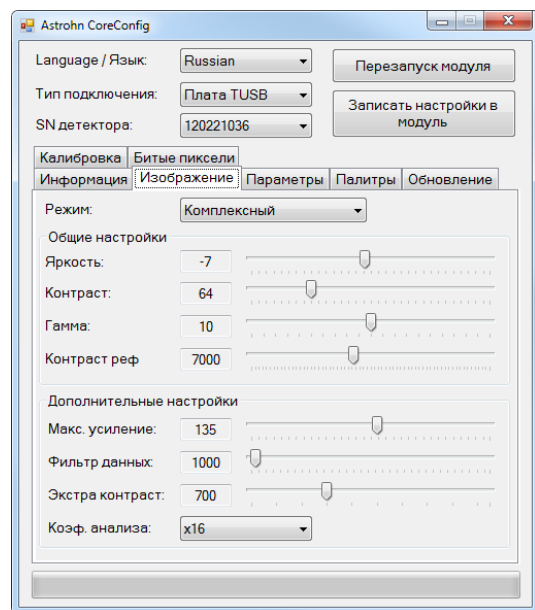 Astrohn CoreConfig
Language / Язык: Russian
Перезапуск модуля
Тип подключения: Плата TUSB
Записать настройки в
модуль
SN детектора: 120221036
Калибровка Битые пиксели
Информация Изображение Параметры Палитры Обновление
Режим: Комплексный
Общие настройки
Яркость: -7
Контраст: 64
Гамма: 10
Контраст реф 7000
Дополнительные настройки
Макс. усиление: 135
Фильтр данных: 1000
Экстра контраст: 700
Коэф. анализа: x16